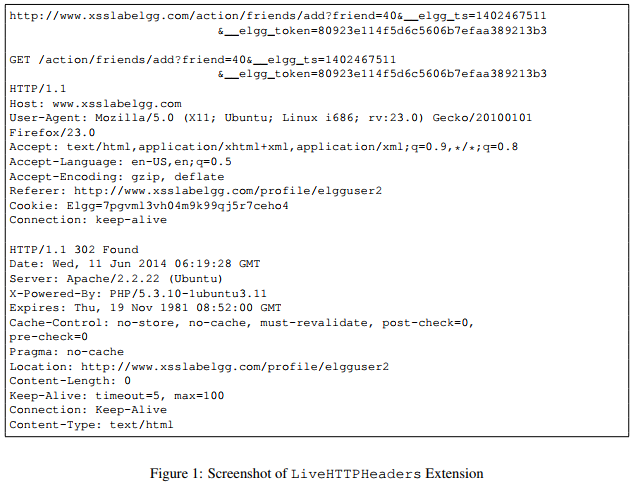 http://www.xsslabelgg.com/action/friends/add?friend=40&__elgg_ts=1402467511
&__elgg_token=80923e114f5d6c5606b7efaa389213b3
GET /action/friends/add?friend=40&__elgg_ts=1402467511
&__elgg_token=80923e114f5d6c5606b7efaa389213b3
HTTP/1.1
Host: www.xsslabelgg.com
User-Agent: Mozilla/5.0 (X11; Ubuntu; Linux i686; rv:23.0) Gecko/20100101
Firefox/23.0
Accept: text/html,application/xhtml+xml,application/xml;q=0.9,*/*;q=0.8
Accept-Language: en-US,en;q=0.5
Accept-Encoding: gzip, deflate
Referer: http://www.xsslabelgg.com/profile/elgguser2
Cookie: Elgg=7pgvml3vh04m9k99qj5r7ceho4
Connection: keep-alive
HTTP/1.1 302 Found
Date: Wed, 11 Jun 2014 06:19:28 GMT
Server: Apache/2.2.22 (Ubuntu)
X-Powered-By: PHP/5.3.10-1ubuntu3.11
Expires: Thu, 19 Nov 1981 08:52:00 GMT
Cache-Control: no-store, no-cache, must-revalidate, post-check=0,
pre-check=0
Pragma: no-cache
Location: http://www.xsslabelgg.com/profile/elgguser2
Content-Length: 0
Keep-Alive: timeout=5, max=100
Connection: Keep-Alive
Content-Type: text/html
Figure 1: Screenshot of LiveHTTPHeaders Extension